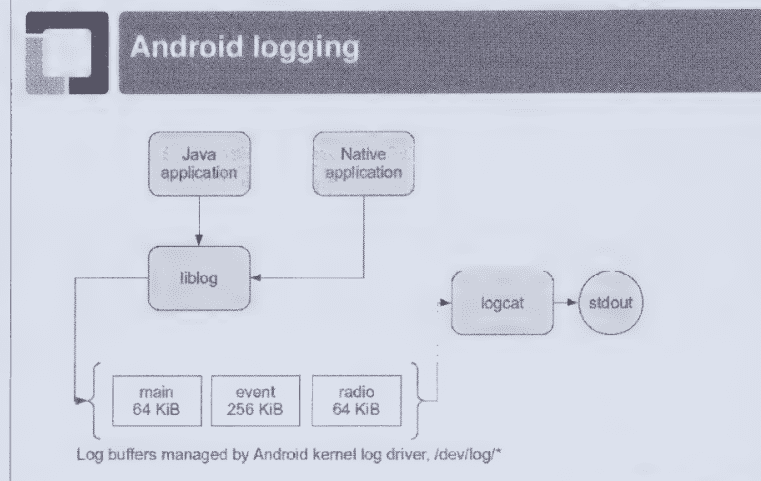 Android logging
Java
application
Native
application
liblog
logcat
stdout
main
64 KiB
event
256 KiB
radio
64 KiB
Log buffers managed by Android kernel log driver, /dev/log/*